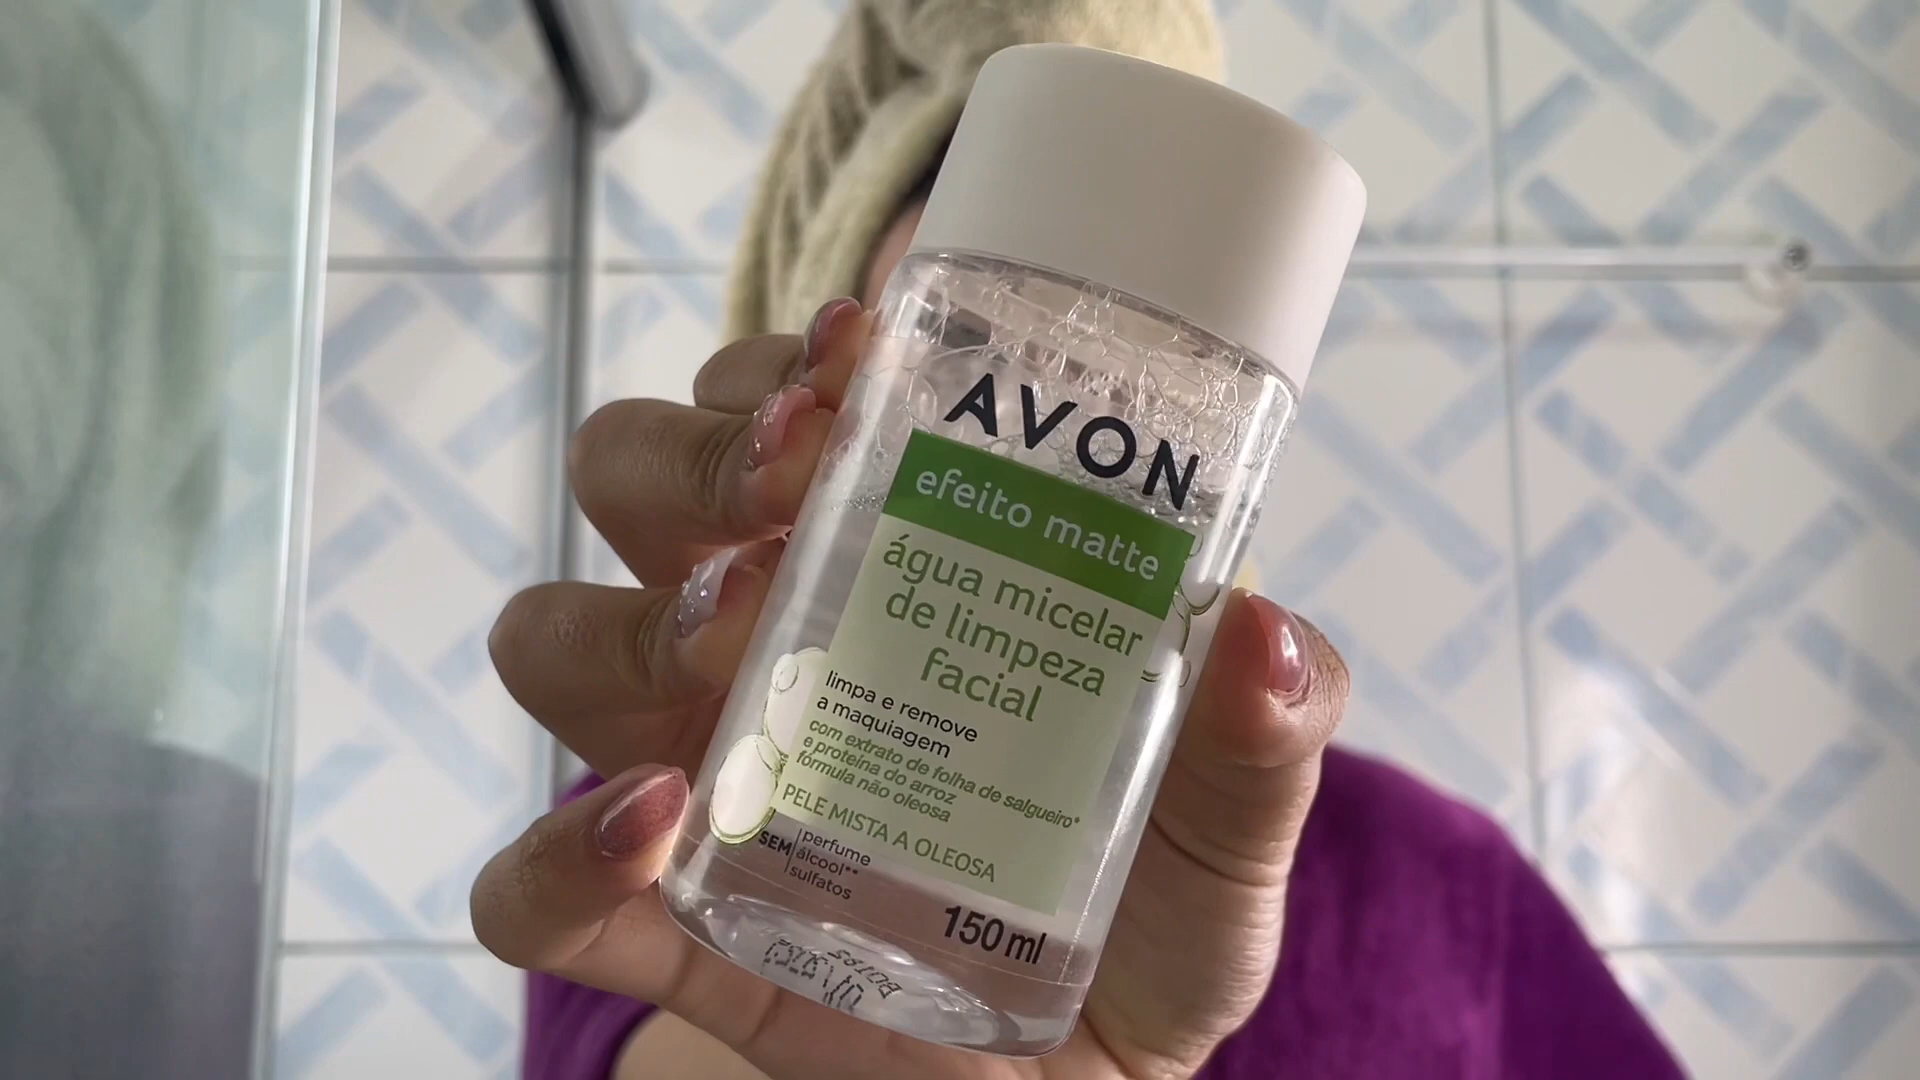 AVON
efeito matte
água micelar
de limpeza
facial
limpa e remove
a maquiagem
com extrato de folha de salgueiro*
e proteína do arroz
fórmula não oleosa
PELE MISTA A OLEOSA
SEM perfume
álcool**
sulfatos
150 ml